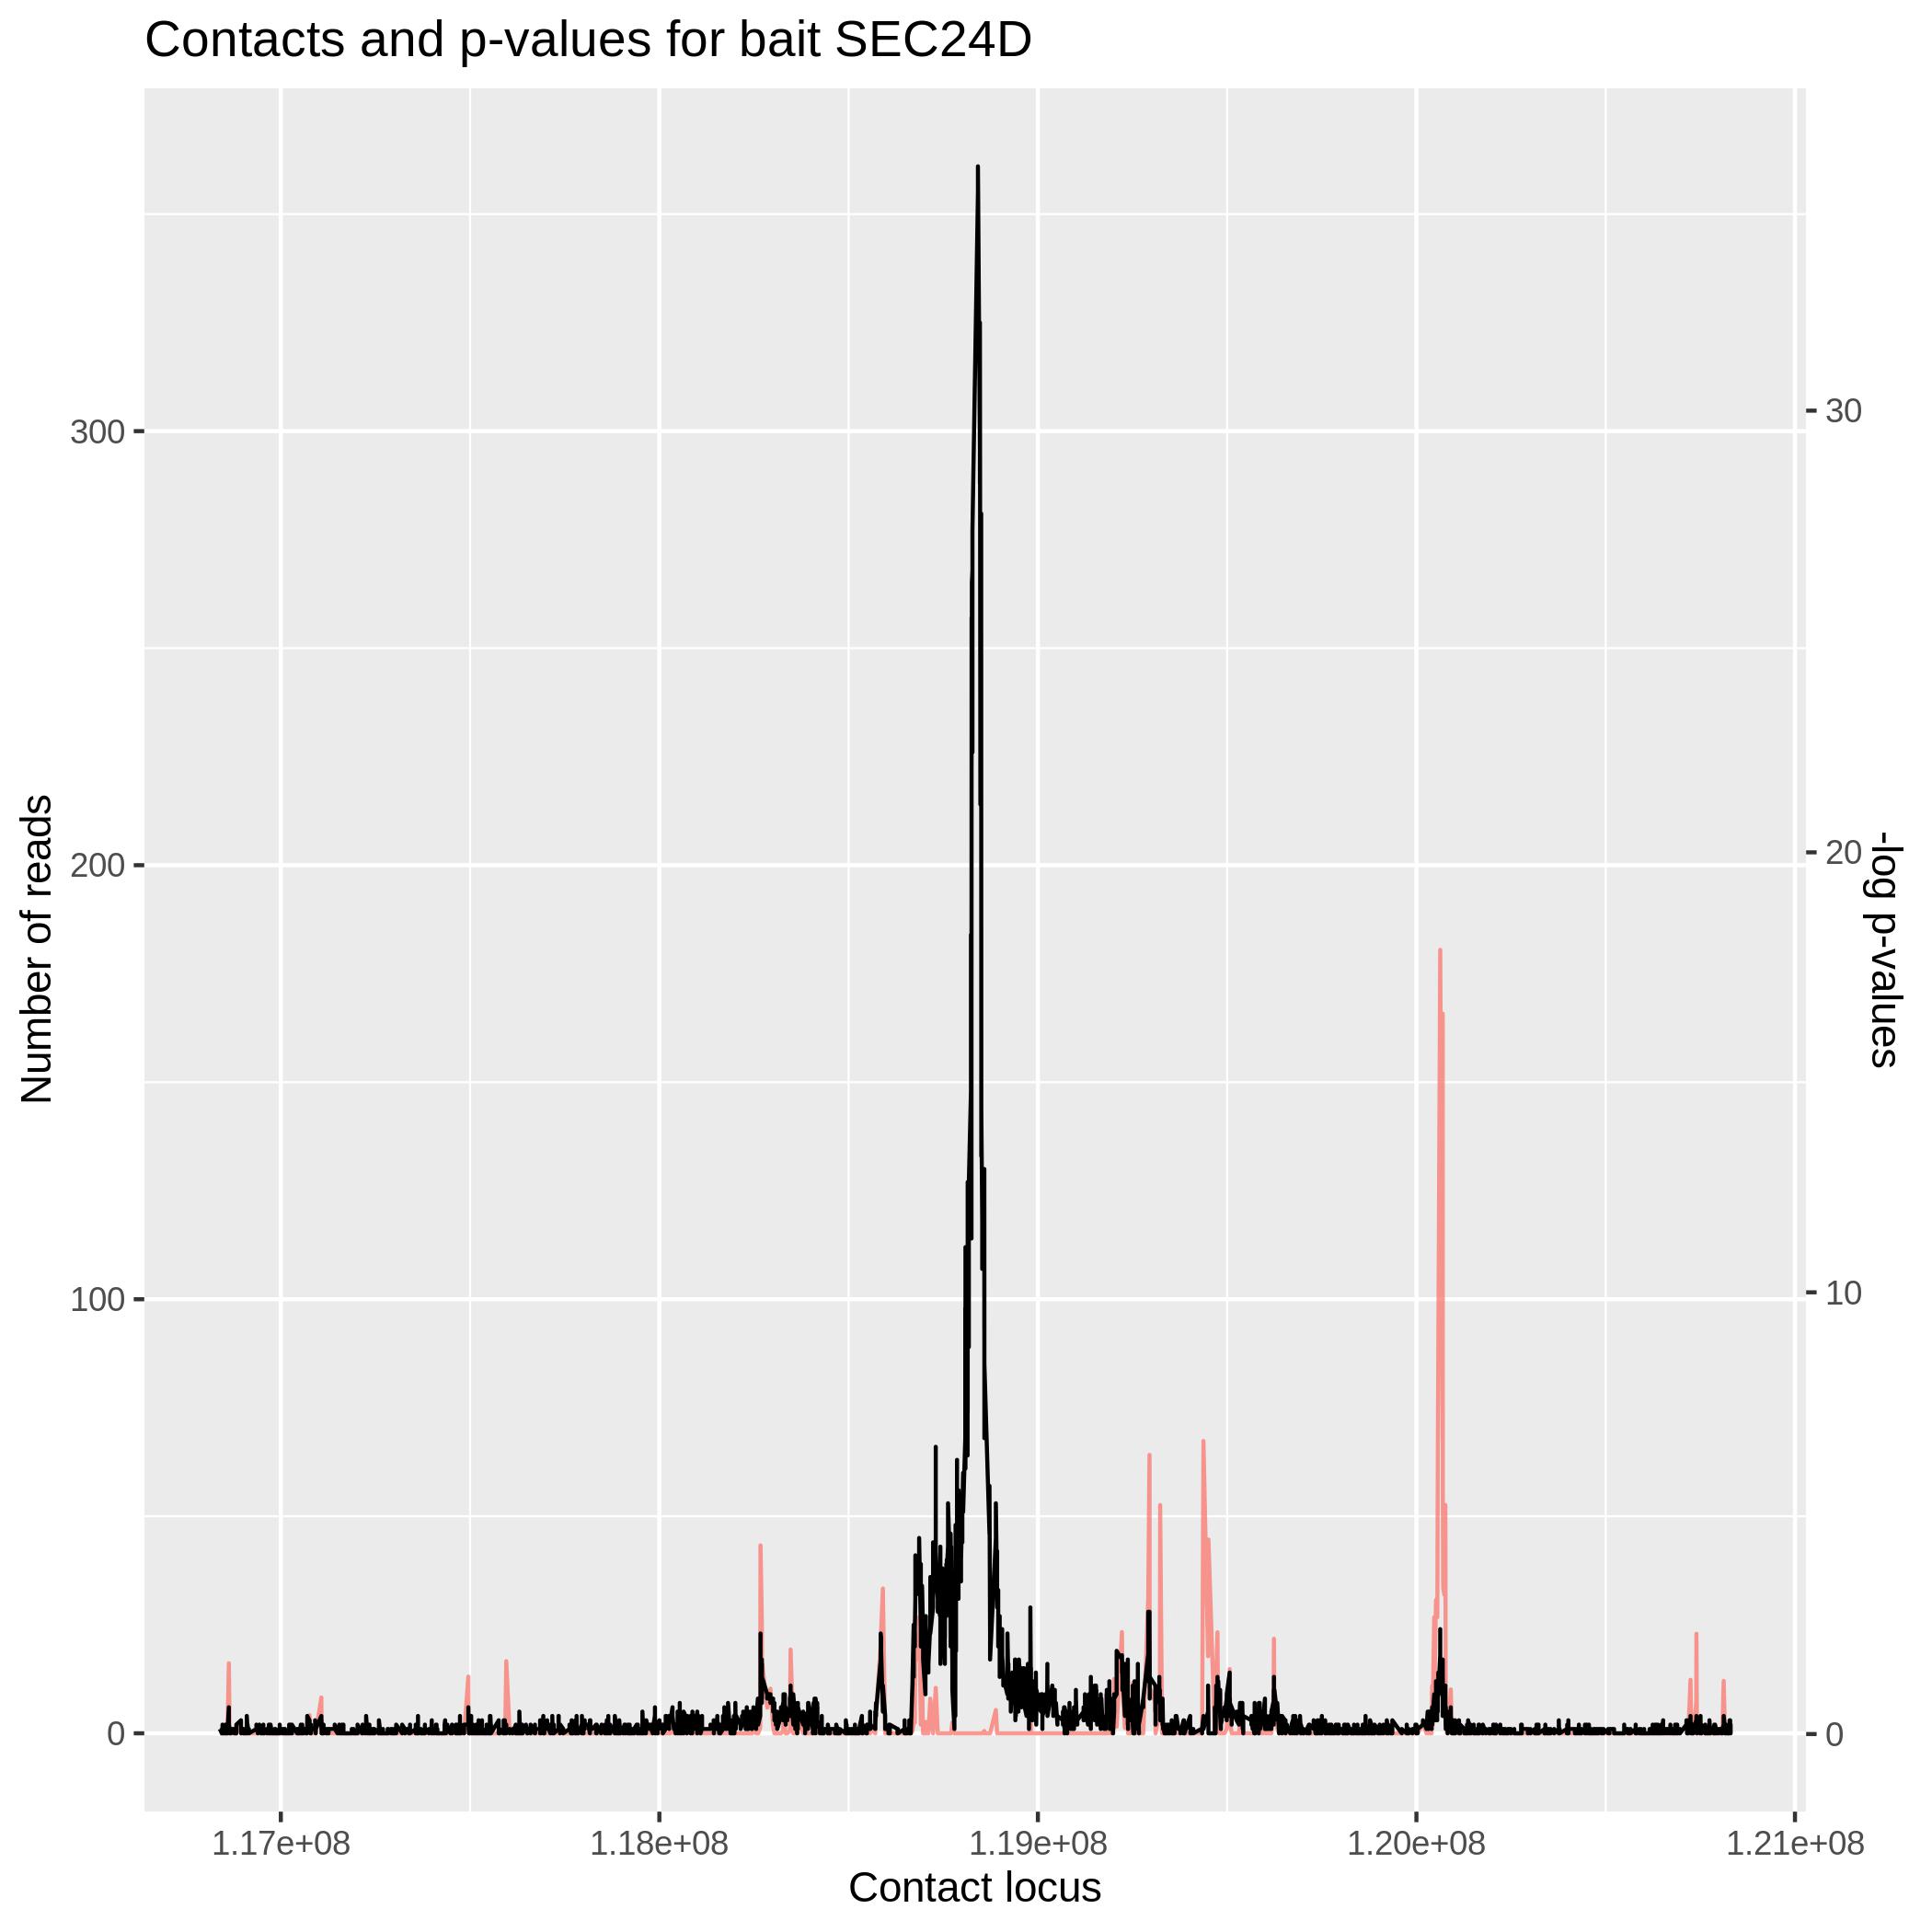 Contacts and p-values for bait SEC24D
Number of reads
300
200
100
0
30
20
10
0
-log p-values
1.17e+08
1.18e+08
1.19e+08
1.20e+08
1.21e+08
Contact locus